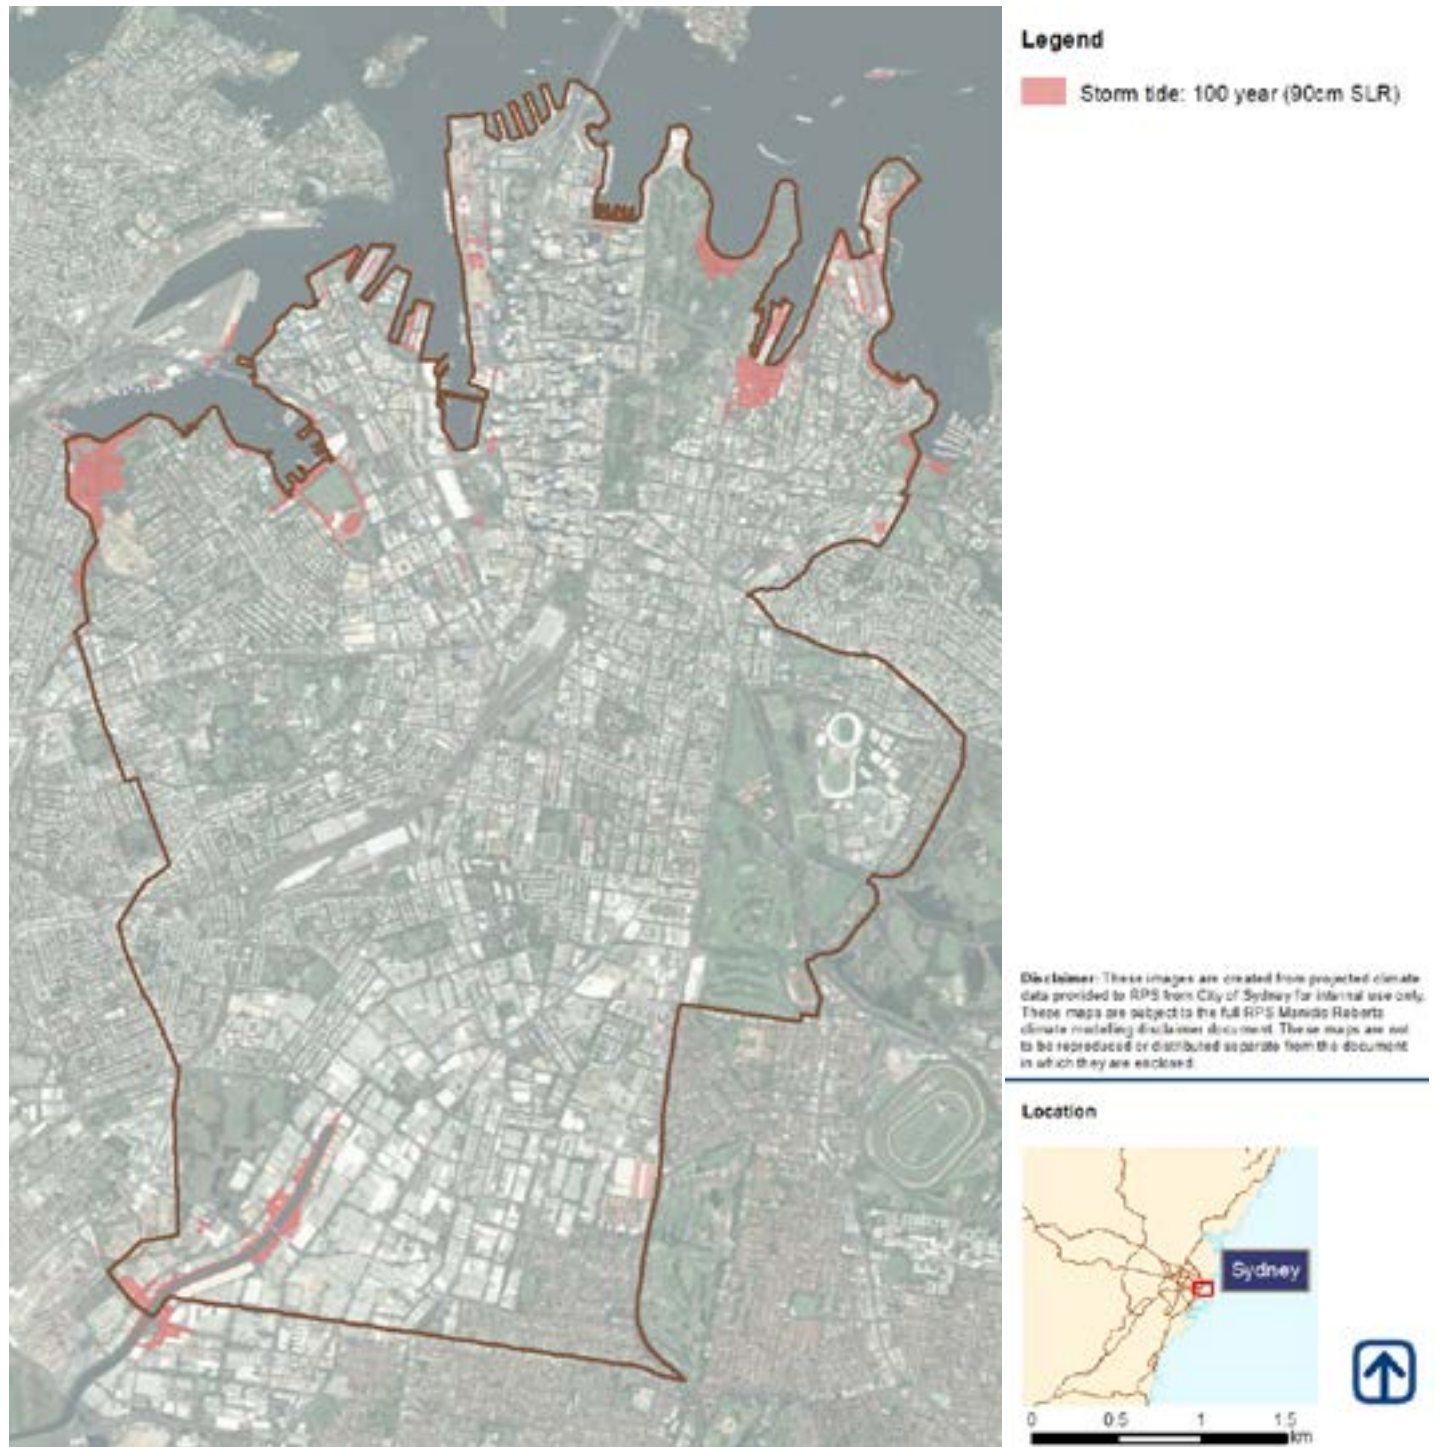 Legend
Storm tide: 100 year (90cm SLR)
Disclaimer: These images are created from projected climate
data provided to RPS from City of Sydney for internal use only.
These maps are subject to the full RPS Manidis Roberts
climate modelling disclaimer document. These maps are not
to be reproduced or distributed separate from the document
in which they are enclosed.
Location
Sydney
0 0.5 1 1.5
km